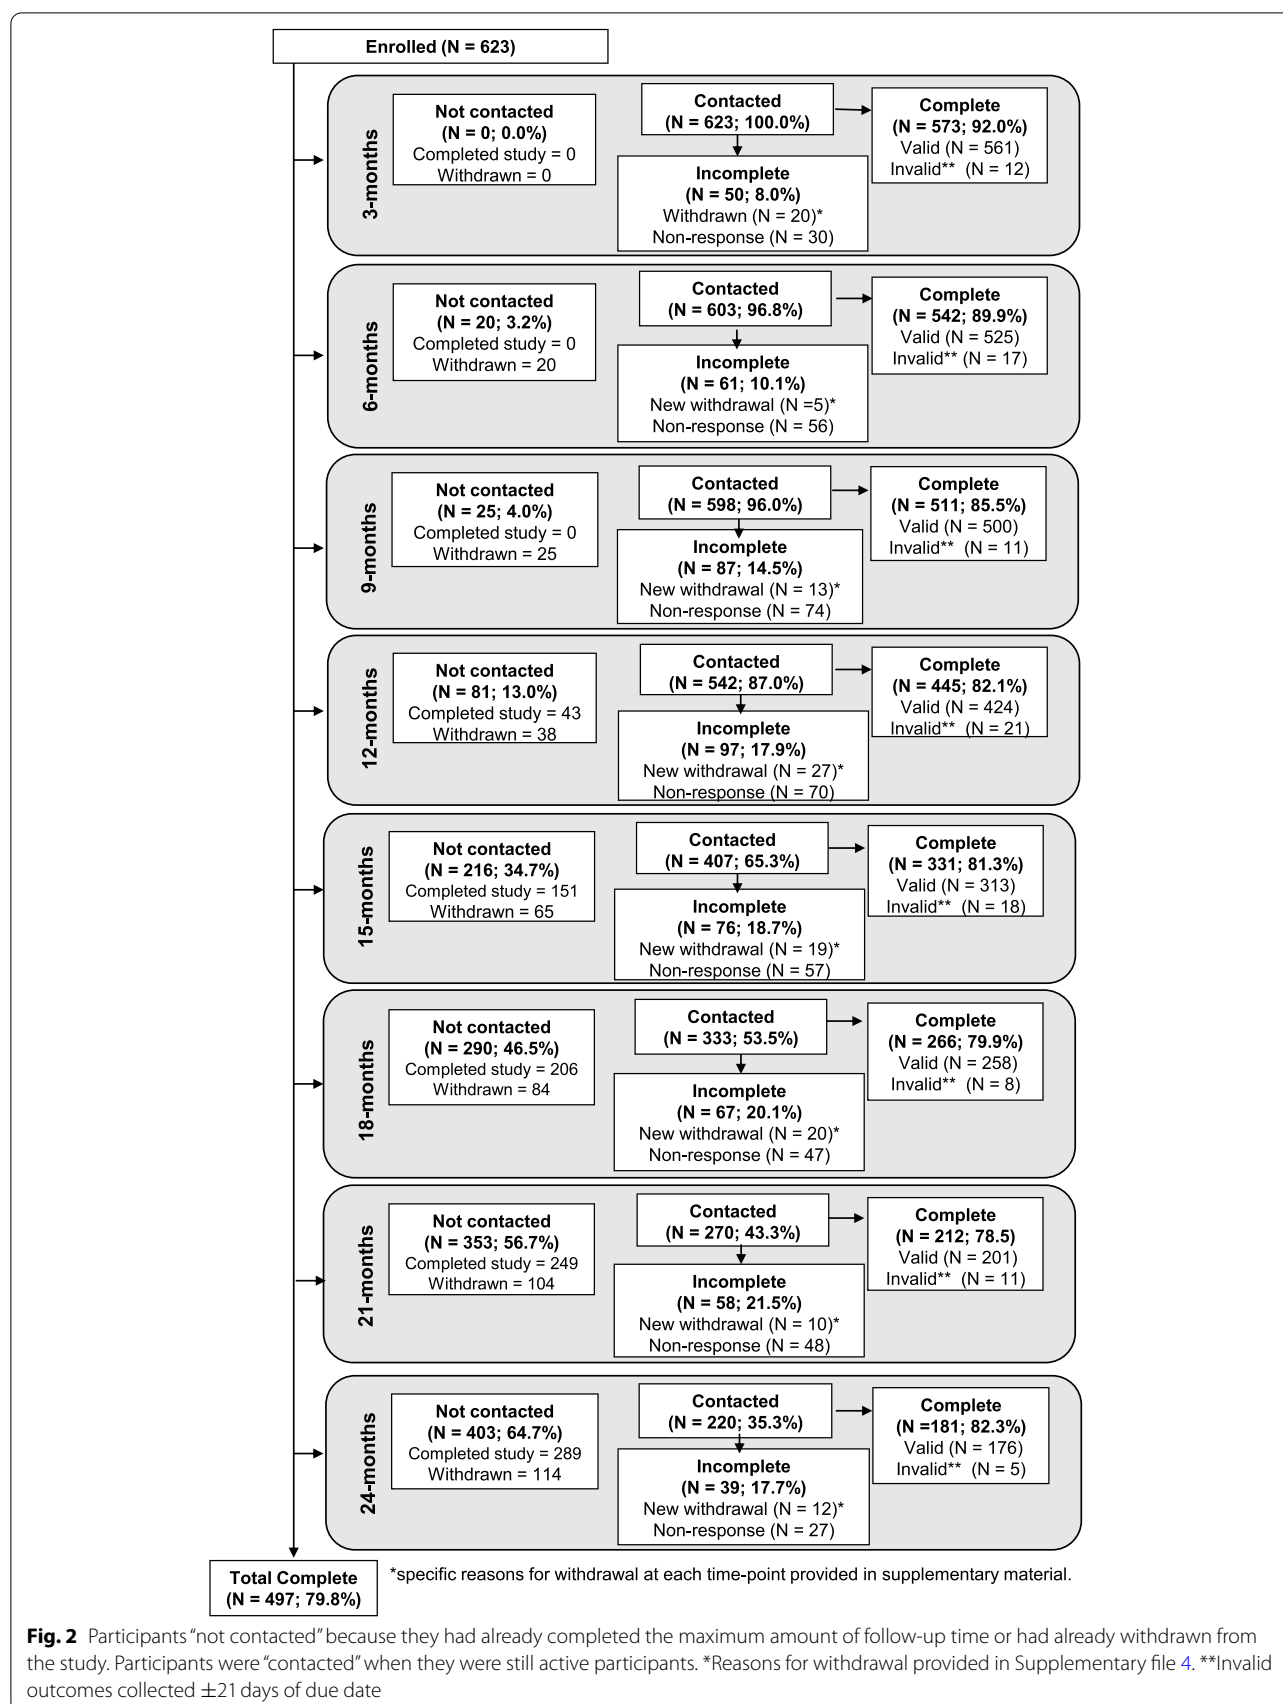 Enrolled (N = 623)
3-months
Not contacted
(N = 0; 0.0%)
Completed study = 0
Withdrawn = 0
Contacted
(N = 623; 100.0%)
Complete
(N = 573; 92.0%)
Valid (N = 561)
Invalid** (N = 12)
Incomplete
(N = 50; 8.0%)
Withdrawn (N = 20)*
Non-response (N = 30)
6-months
Not contacted
(N = 20; 3.2%)
Completed study = 0
Withdrawn = 20
Contacted
(N = 603; 96.8%)
Complete
(N = 542; 89.9%)
Valid (N = 525)
Invalid** (N = 17)
Incomplete
(N = 61; 10.1%)
New withdrawal (N =5)*
Non-response (N = 56)
9-months
Not contacted
(N = 25; 4.0%)
Completed study = 0
Withdrawn = 25
Contacted
(N = 598; 96.0%)
Complete
(N = 511; 85.5%)
Valid (N = 500)
Invalid** (N = 11)
Incomplete
(N = 87; 14.5%)
New withdrawal (N = 13)*
Non-response (N = 74)
12-months
Not contacted
(N = 81; 13.0%)
Completed study = 43
Withdrawn = 38
Contacted
(N = 542; 87.0%)
Complete
(N = 445; 82.1%)
Valid (N = 424)
Invalid** (N = 21)
Incomplete
(N = 97; 17.9%)
New withdrawal (N = 27)*
Non-response (N = 70)
15-months
Not contacted
(N = 216; 34.7%)
Completed study = 151
Withdrawn = 65
Contacted
(N = 407; 65.3%)
Complete
(N = 331; 81.3%)
Valid (N = 313)
Invalid** (N = 18)
Incomplete
(N = 76; 18.7%)
New withdrawal (N = 19)*
Non-response (N = 57)
18-months
Not contacted
(N = 290; 46.5%)
Completed study = 206
Withdrawn = 84
Contacted
(N = 333; 53.5%)
Complete
(N = 266; 79.9%)
Valid (N = 258)
Invalid** (N = 8)
Incomplete
(N = 67; 20.1%)
New withdrawal (N = 20)*
Non-response (N = 47)
21-months
Not contacted
(N = 353; 56.7%)
Completed study = 249
Withdrawn = 104
Contacted
(N = 270; 43.3%)
Complete
(N = 212; 78.5)
Valid (N = 201)
Invalid** (N = 11)
Incomplete
(N = 58; 21.5%)
New withdrawal (N = 10)*
Non-response (N = 48)
24-months
Not contacted
(N = 403; 64.7%)
Completed study = 289
Withdrawn = 114
Contacted
(N = 220; 35.3%)
Complete
(N =181; 82.3%)
Valid (N = 176)
Invalid** (N = 5)
Incomplete
(N = 39; 17.7%)
New withdrawal (N = 12)*
Non-response (N = 27)
Total Complete
(N = 497; 79.8%)
*specific reasons for withdrawal at each time-point provided in supplementary material.
Fig. 2 Participants “not contacted” because they had already completed the maximum amount of follow-up time or had already withdrawn from
the study. Participants were “contacted” when they were still active participants. *Reasons for withdrawal provided in Supplementary file 4. **Invalid
outcomes collected ±21 days of due date